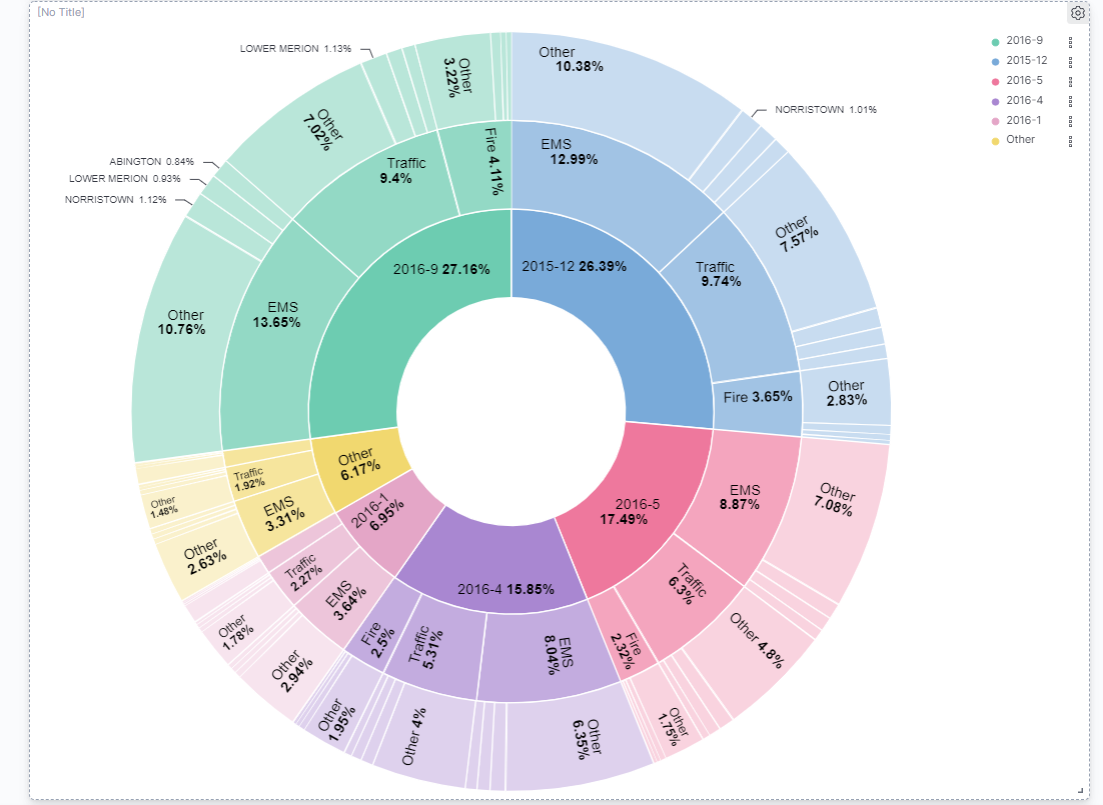 [No Title]
2016-9
2015-12
2016-5
2016-4
2016-1
Other
LOWER MERION 1.13%
Other
3.22%
Other
10.38%
NORRISTOWN 1.01%
Other
7.02%
Traffic
9.4%
Fire 4.11%
EMS
12.99%
ABINGTON 0.84%
LOWER MERION 0.93%
NORRISTOWN 1.12%
Other
7.57%
2016-9 27.16%
2015-12 26.39%
Traffic
9.74%
Other
10.76%
EMS
13.65%
Fire 3.65%
Other
2.83%
Other
6.17%
Traffic
1.92%
Other
1.48%
EMS
3.31%
Other
2.63%
2016-1
6.95%
2016-5
17.49%
EMS
8.87%
Other
7.08%
Traffic
2.27%
EMS
3.64%
2016-4 15.85%
Traffic
6.3%
Other 4.8%
Other
1.78%
Other
2.94%
Fire
2.5%
Traffic
5.31%
EMS
8.04%
Fire
2.32%
Other
1.95%
Other 4%
Other
6.35%
Other
1.75%